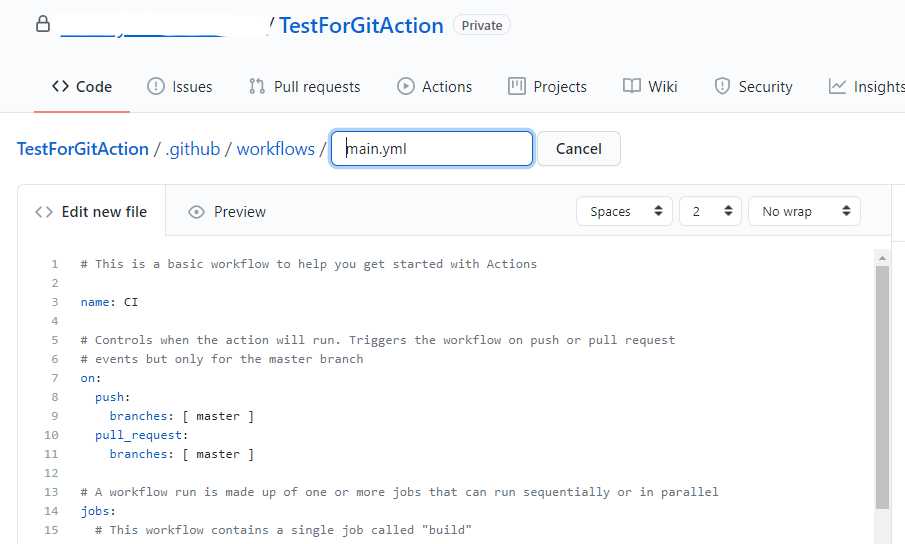 / TestForGitAction Private
Code Issues Pull requests Actions Projects Wiki Security Insights
TestForGitAction / .github / workflows / main.yml Cancel
Edit new file Preview Spaces 2 No wrap
1 # This is a basic workflow to help you get started with Actions
2
3 name: CI
4
5 # Controls when the action will run. Triggers the workflow on push or pull request
6 # events but only for the master branch
7 on:
8 push:
9 branches: [ master ]
10 pull_request:
11 branches: [ master ]
12
13 # A workflow run is made up of one or more jobs that can run sequentially or in parallel
14 jobs:
15 # This workflow contains a single job called "build"